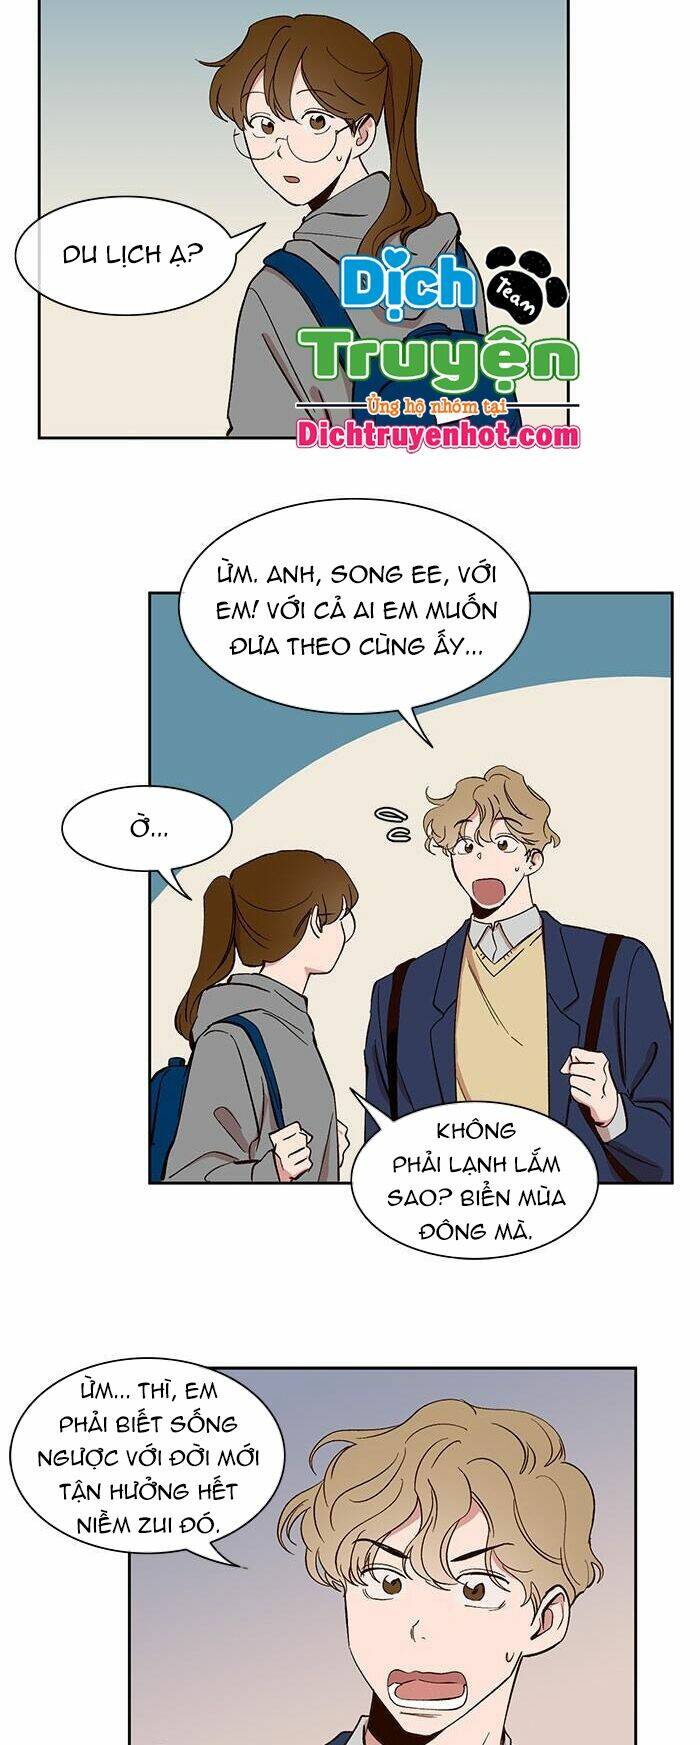 DU LỊCH Ạ?
Dịch
Team
Truyện
Ủng hộ nhóm tại
Dichtruyenhot.com
ỪM. ANH, SONG EE, VỚI
EM! VỚI CẢ AI EM MUỐN
ĐƯA THEO CÙNG ẤY...
Ờ...
KHÔNG
PHẢI LẠNH LẮM
SAO? BIỂN MÙA
ĐÔNG MÀ.
ỪM... THÌ, EM
PHẢI BIẾT SỐNG
NGƯỢC VỚI ĐỜI MỚI
TẬN HƯỞNG HẾT
NIỀM ZUI ĐÓ.